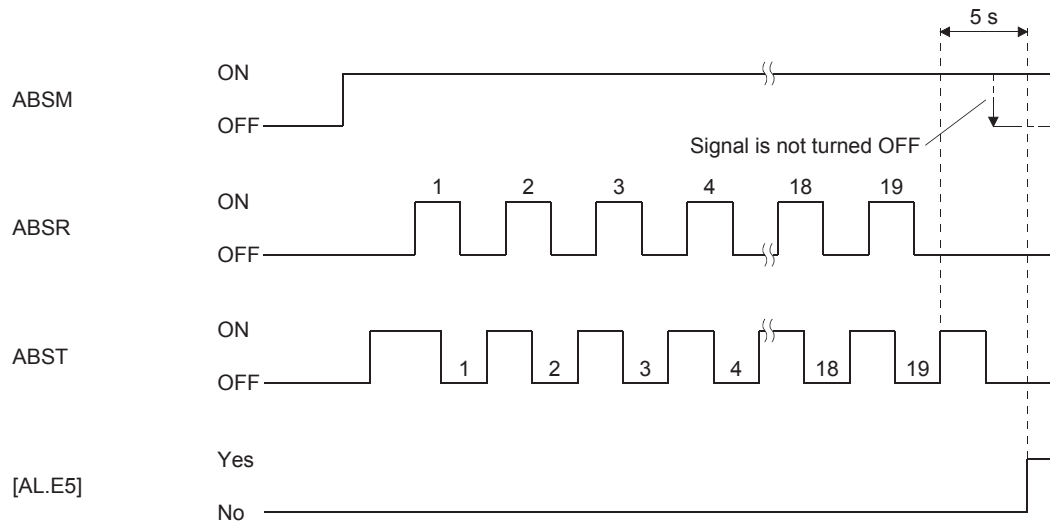 5 s
ON
ABSM
OFF
Signal is not turned OFF
1 2 3 4 18 19
ON
ABSR
OFF
ON
ABST
OFF
1 2 3 4 18 19
Yes
[AL.E5]
No